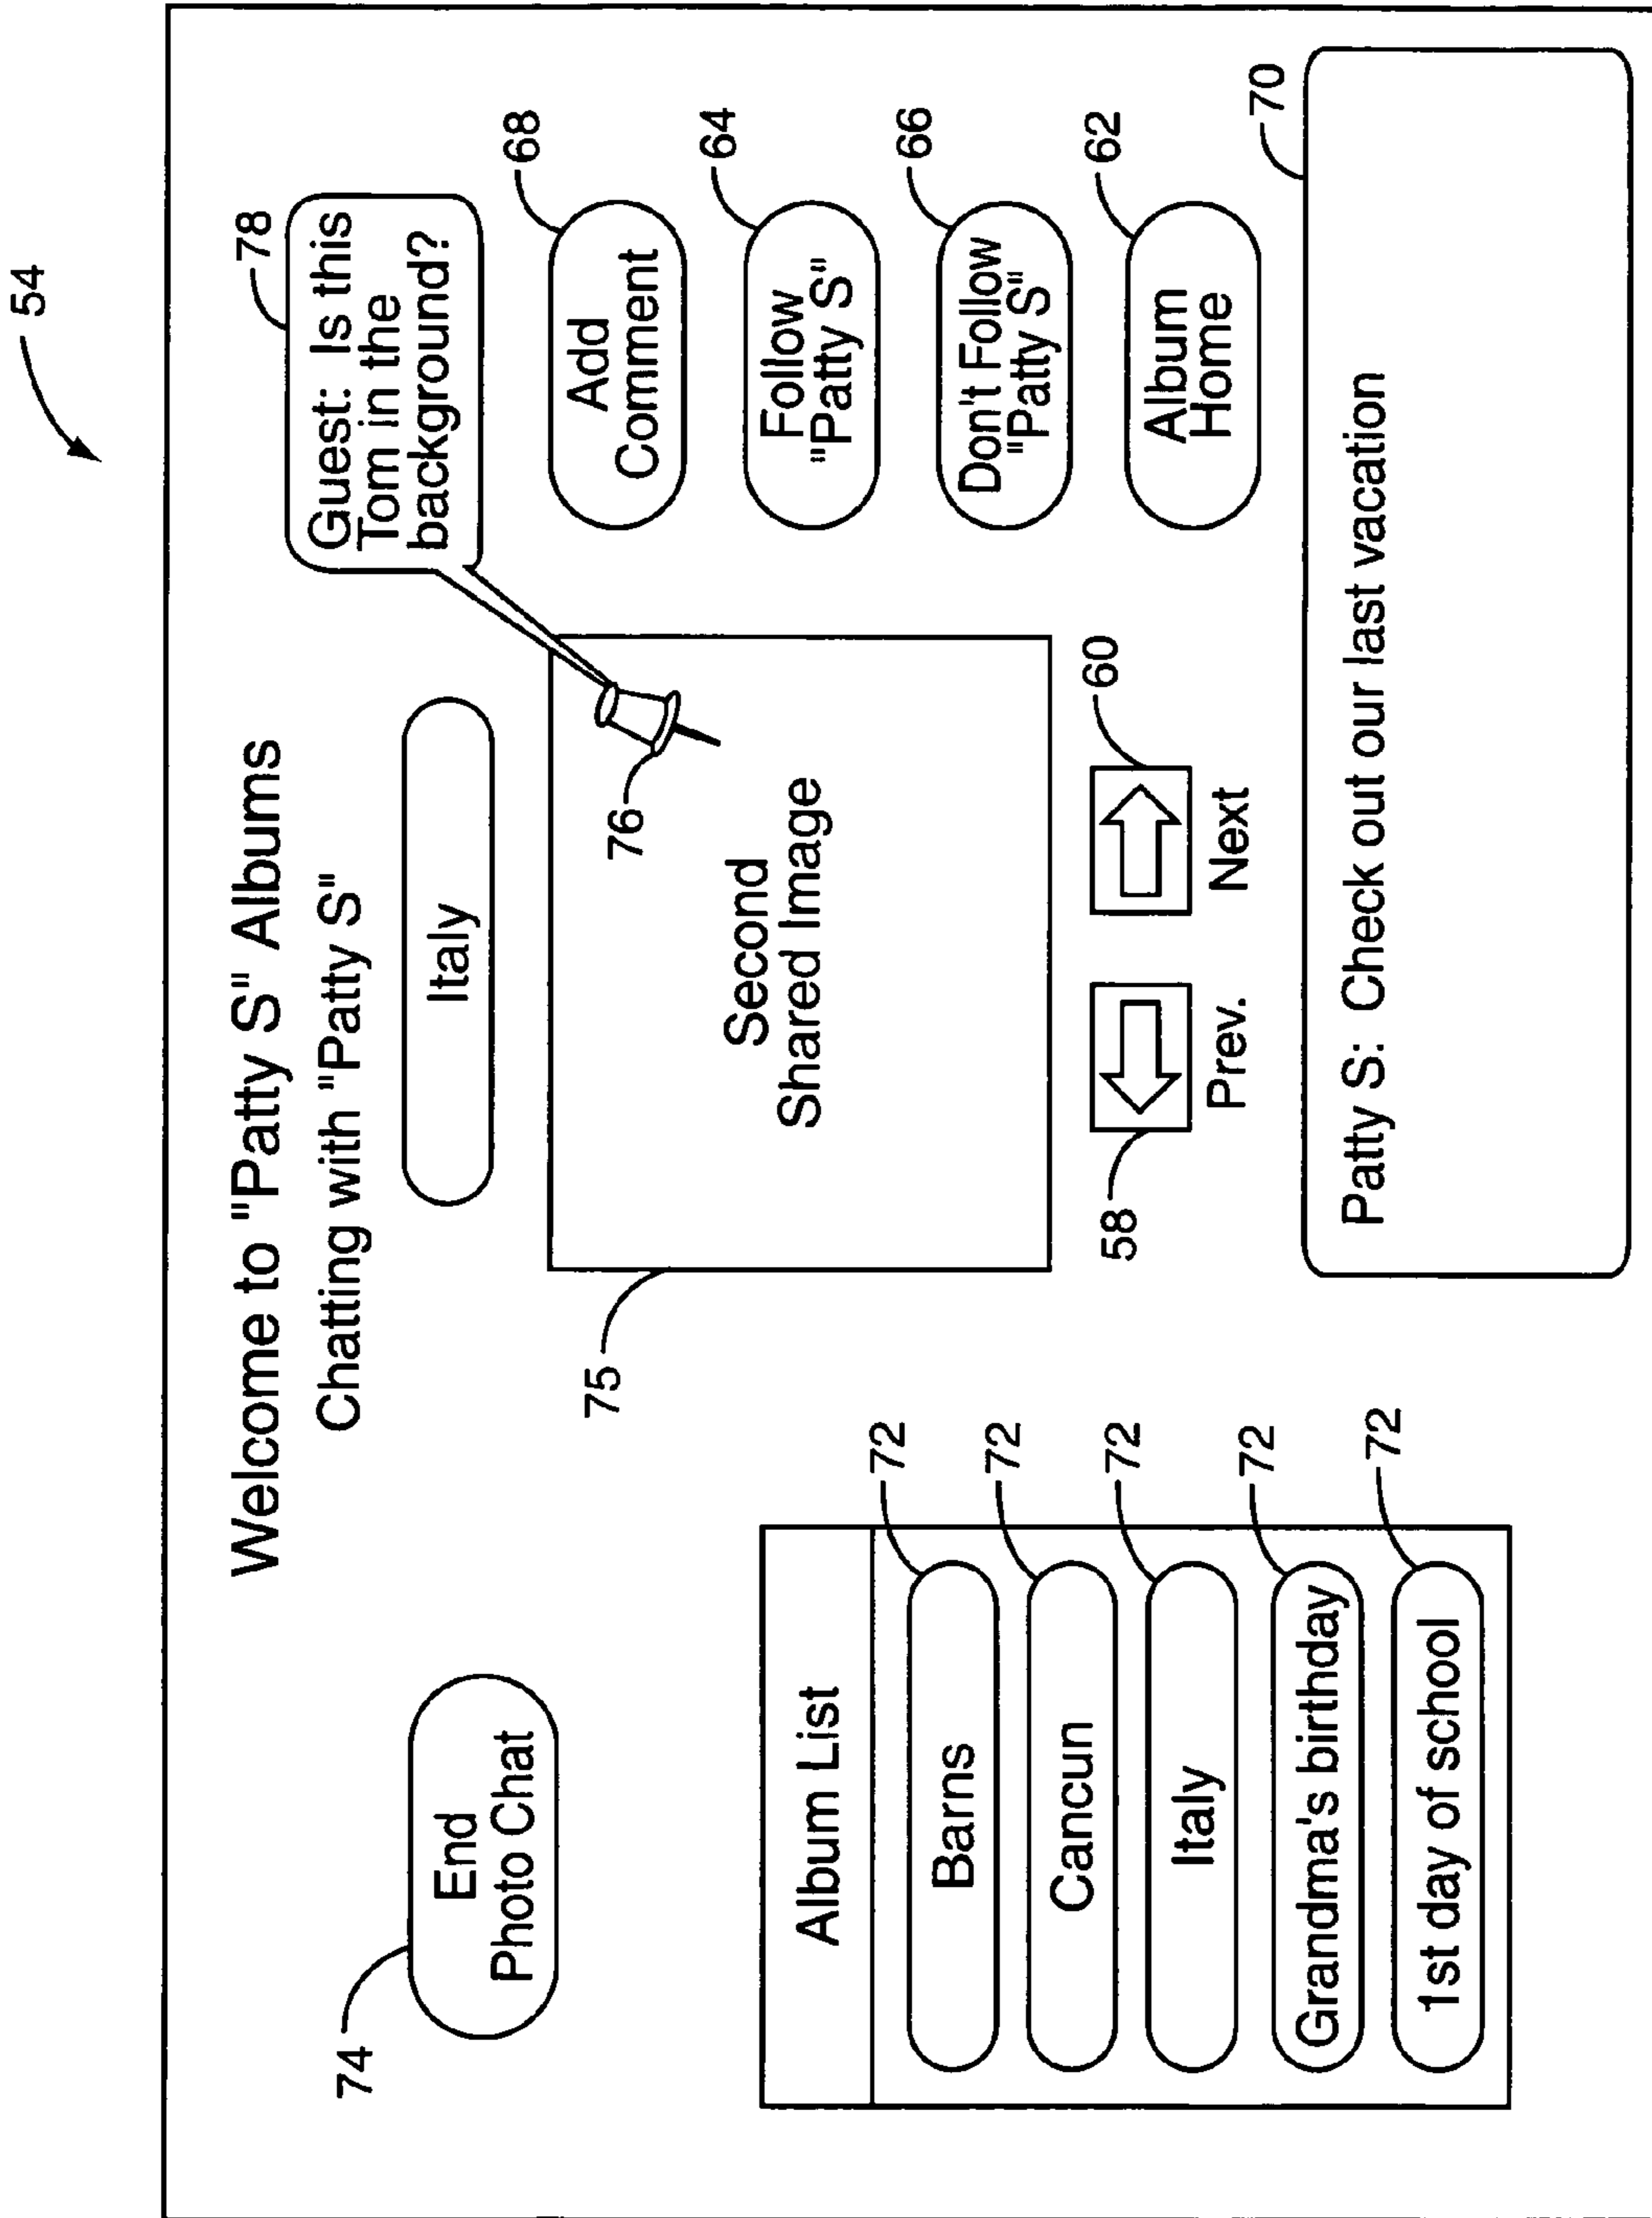 54
Welcome to "Patty S" Albums
Chatting with "Patty S"
74
End
Photo Chat
Italy
78
Guest: Is this
Tom in the
background?
75
76
Second
Shared Image
68
Add
Comment
64
Follow
"Patty S"
66
Don't Follow
"Patty S"
62
Album
Home
Album List
72
Barns
72
Cancun
72
Italy
72
Grandma's birthday
72
1st day of school
58
Prev.
60
Next
70
Patty S: Check out our last vacation